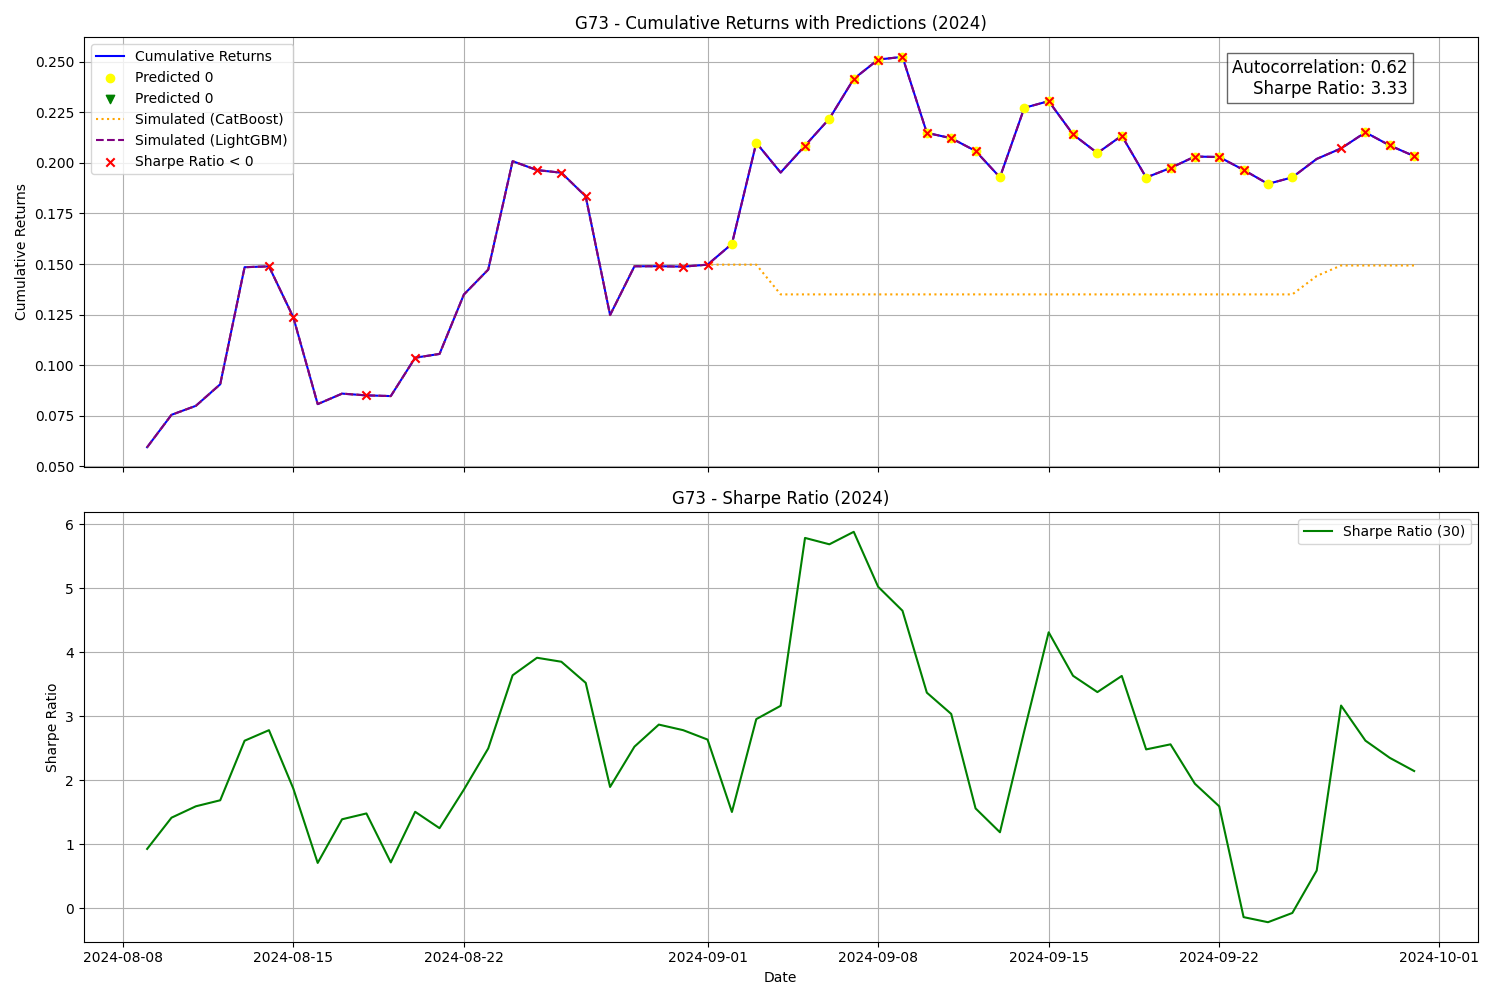 G73 - Cumulative Returns with Predictions (2024)
Cumulative Returns
Predicted 0
Predicted 0
Simulated (CatBoost)
Simulated (LightGBM)
Sharpe Ratio < 0
Autocorrelation: 0.62
Sharpe Ratio: 3.33
Cumulative Returns
0.250
0.225
0.200
0.175
0.150
0.125
0.100
0.075
0.050
G73 - Sharpe Ratio (2024)
Sharpe Ratio (30)
Sharpe Ratio
6
5
4
3
2
1
0
2024-08-08
2024-08-15
2024-08-22
2024-09-01
2024-09-08
2024-09-15
2024-09-22
2024-10-01
Date